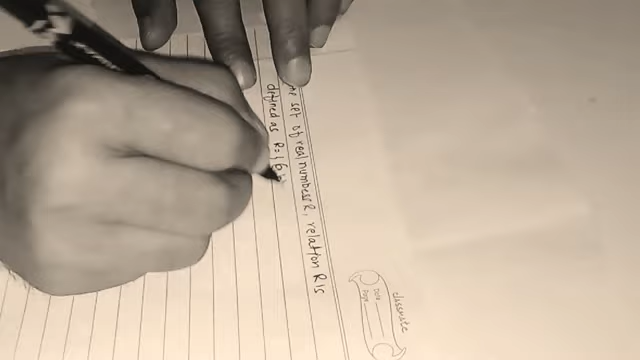 classmate
Date
Page
set of real numbers R, relation R is
defined as R = {(